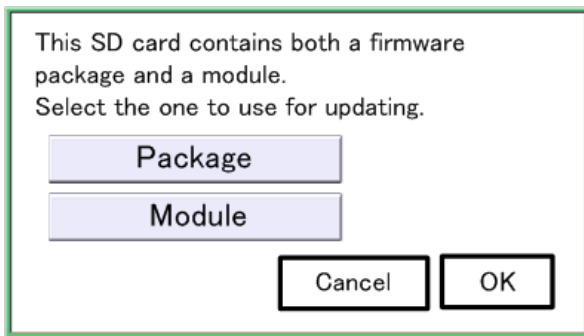 This SD card contains both a firmware
package and a module.
Select the one to use for updating.
Package
Module
Cancel OK